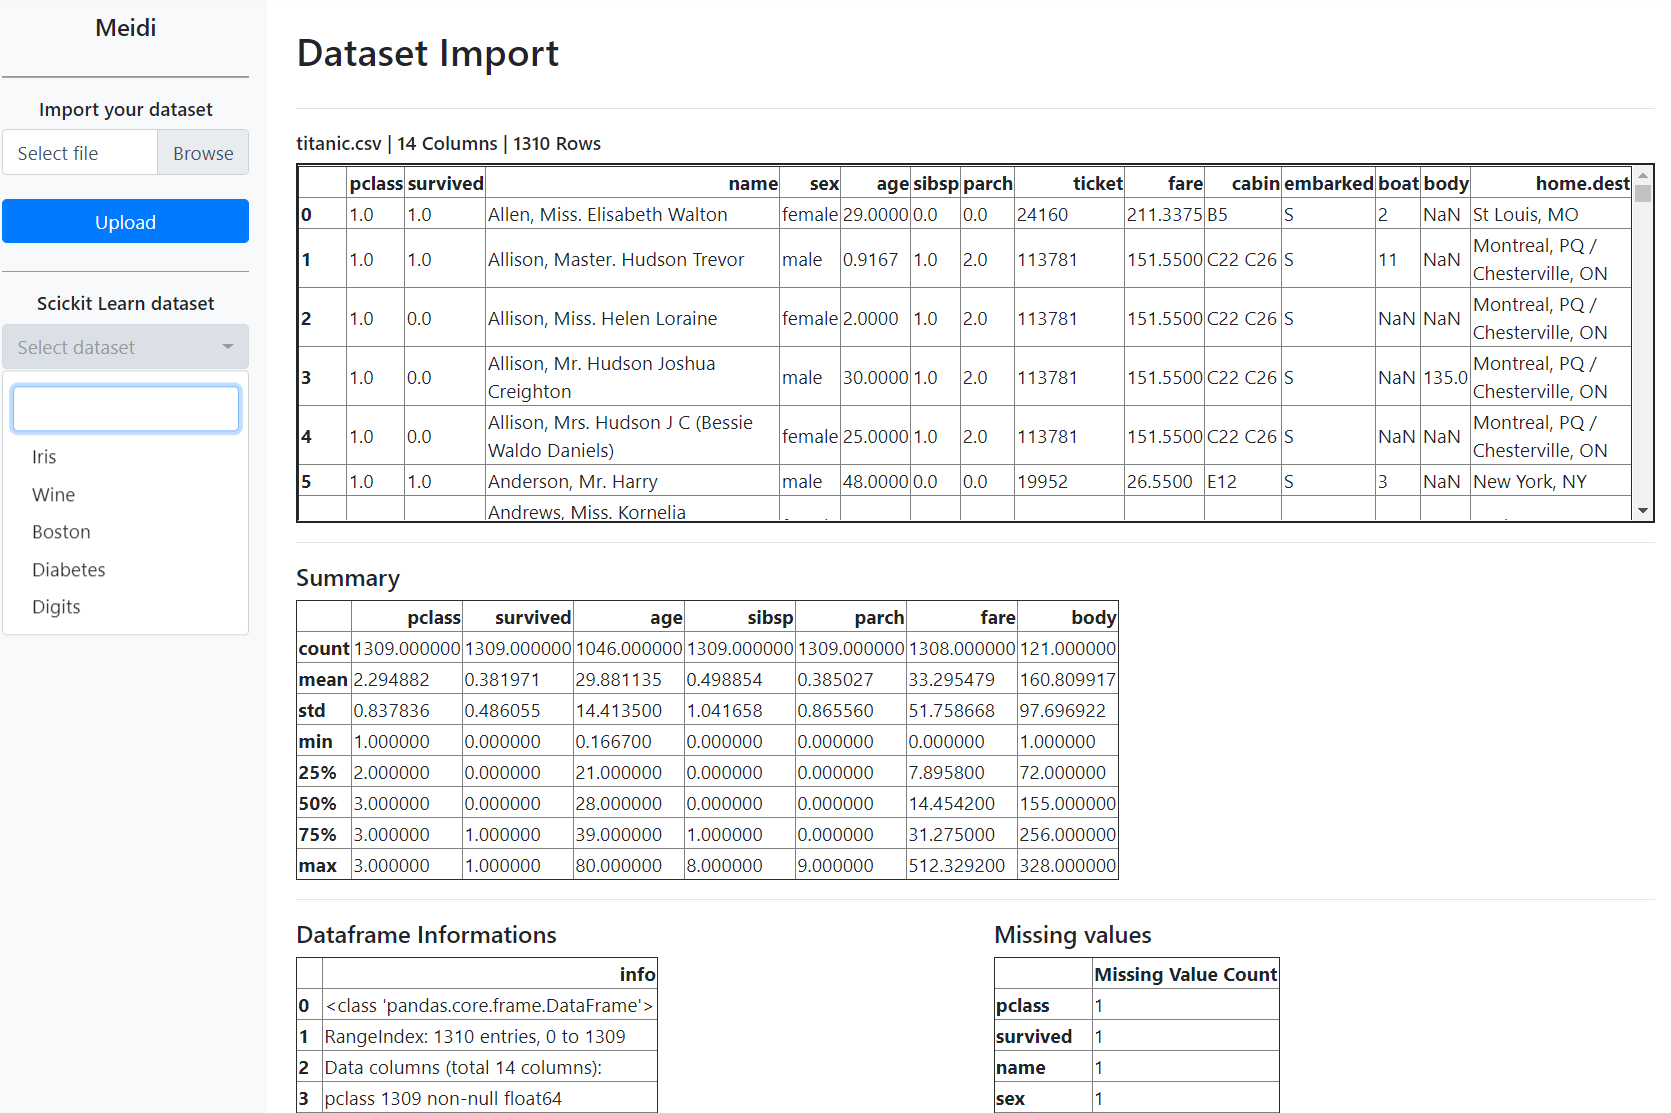 Meidi
Import your dataset
Select file Browse
Upload
Scickit Learn dataset
Select dataset
Iris
Wine
Boston
Diabetes
Digits
Dataset Import
titanic.csv | 14 Columns | 1310 Rows
pclass survived name sex age sibsp parch ticket fare cabin embarked boat body home.dest
0 1.0 1.0 Allen, Miss. Elisabeth Walton female 29.0000 0.0 0.0 24160 211.3375 B5 S 2 NaN St Louis, MO
1 1.0 1.0 Allison, Master. Hudson Trevor male 0.9167 1.0 2.0 113781 151.5500 C22 C26 S 11 NaN Montreal, PQ /
Chesterville, ON
2 1.0 0.0 Allison, Miss. Helen Loraine female 2.0000 1.0 2.0 113781 151.5500 C22 C26 S NaN NaN Montreal, PQ /
Chesterville, ON
3 1.0 0.0 Allison, Mr. Hudson Joshua
Creighton male 30.0000 1.0 2.0 113781 151.5500 C22 C26 S NaN 135.0 Montreal, PQ /
Chesterville, ON
4 1.0 0.0 Allison, Mrs. Hudson J C (Bessie
Waldo Daniels) female 25.0000 1.0 2.0 113781 151.5500 C22 C26 S NaN NaN Montreal, PQ /
Chesterville, ON
5 1.0 1.0 Anderson, Mr. Harry male 48.0000 0.0 0.0 19952 26.5500 E12 S 3 NaN New York, NY
Andrews, Miss. Kornelia
Summary
pclass survived age sibsp parch fare body
count 1309.000000 1309.000000 1046.000000 1309.000000 1309.000000 1308.000000 121.000000
mean 2.294882 0.381971 29.881135 0.498854 0.385027 33.295479 160.809917
std 0.837836 0.486055 14.413500 1.041658 0.865560 51.758668 97.696922
min 1.000000 0.000000 0.166700 0.000000 0.000000 0.000000 1.000000
25% 2.000000 0.000000 21.000000 0.000000 0.000000 7.895800 72.000000
50% 3.000000 0.000000 28.000000 0.000000 0.000000 14.454200 155.000000
75% 3.000000 1.000000 39.000000 1.000000 0.000000 31.275000 256.000000
max 3.000000 1.000000 80.000000 8.000000 9.000000 512.329200 328.000000
Dataframe Informations
info
0 <class 'pandas.core.frame.DataFrame'>
1 RangeIndex: 1310 entries, 0 to 1309
2 Data columns (total 14 columns):
3 pclass 1309 non-null float64
Missing values
Missing Value Count
pclass 1
survived 1
name 1
sex 1